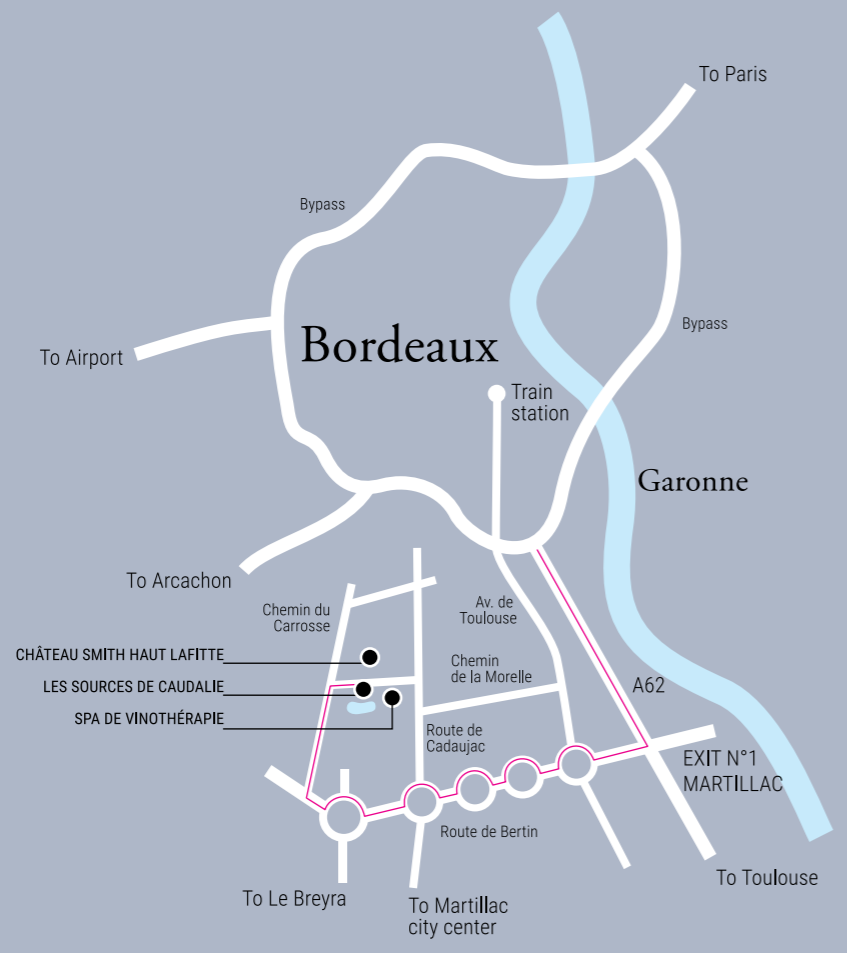 To Paris
Bypass
Bypass
Bordeaux
To Airport
Train
station
Garonne
To Arcachon
Chemin du
Carrosse
Av. de
Toulouse
CHÂTEAU SMITH HAUT LAFITTE
Chemin
de la Morelle
LES SOURCES DE CAUDALIE
A62
SPA DE VINOTHÉRAPIE
Route de
Cadaujac
EXIT N°1
MARTILLAC
Route de Bertin
To Toulouse
To Le Breyra
To Martillac
city center